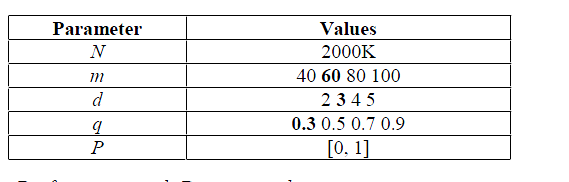 Parameter Values
N 2000K
m 40 60 80 100
d 2 3 4 5
q 0.3 0.5 0.7 0.9
P [0, 1]